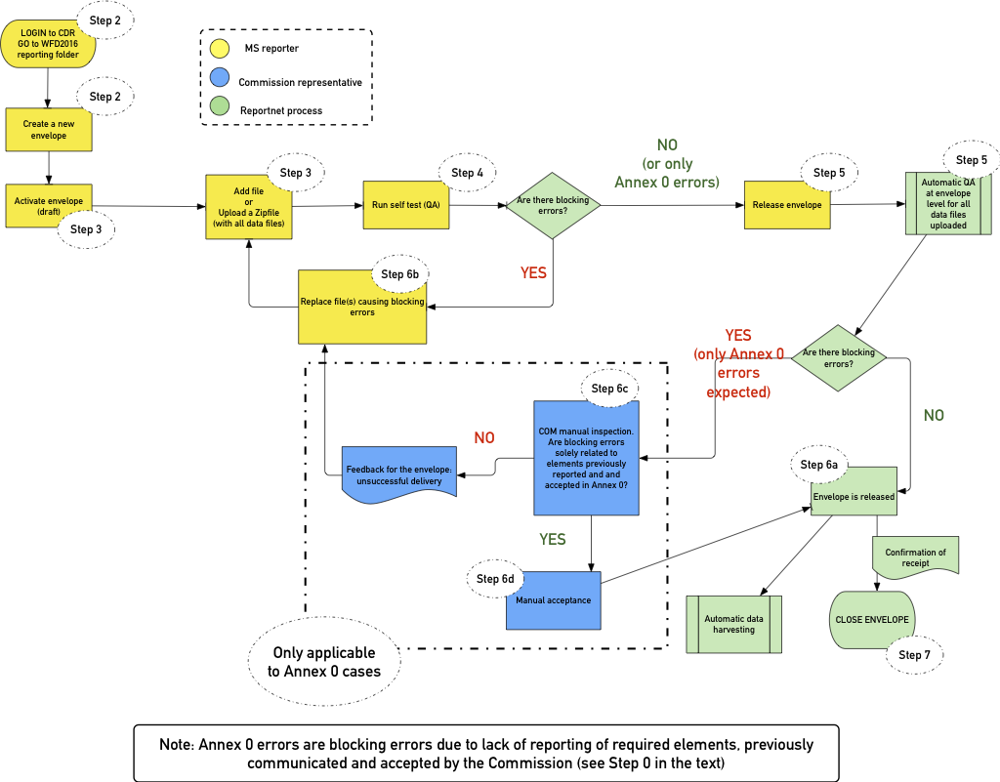 Step 2
LOGIN to CDR
GO to WFD2016
reporting folder
Step 2
Create a new
envelope
Activate envelope
(draft)
Step 3
MS reporter
Commission representative
Reportnet process
Step 3
Add file
or
Upload a Zipfile
(with all data files)
Step 4
Run self test (QA)
Are there blocking
errors?
NO
(or only
Annex 0 errors)
Step 5
Release envelope
Step 5
Automatic QA
at envelope
level for all
data files
uploaded
YES
Step 6b
Replace file(s) causing blocking
errors
Are there blocking
errors?
YES
(only Annex 0
errors
expected)
NO
Step 6c
COM manual inspection.
Are blocking errors
solely related to
elements previously
reported and and
accepted in Annex 0?
NO
Feedback for the envelope:
unsuccessful delivery
YES
Step 6d
Manual acceptance
Step 6a
Envelope is released
Confirmation of
receipt
Automatic data
harvesting
CLOSE ENVELOPE
Step 7
Only applicable
to Annex 0 cases
Note: Annex 0 errors are blocking errors due to lack of reporting of required elements, previously
communicated and accepted by the Commission (see Step 0 in the text)